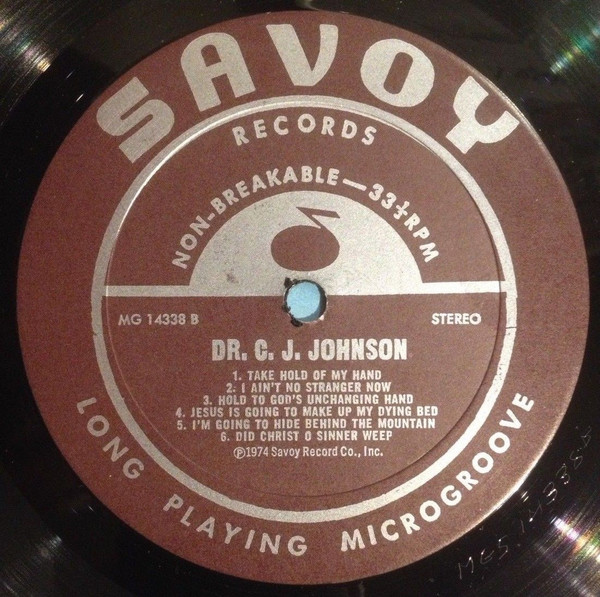 SAVOY
RECORDS
NON-BREAKABLE—33⅓RPM
MG 14338 B
STEREO
DR. C. J. JOHNSON
1. TAKE HOLD OF MY HAND
2. I AIN'T NO STRANGER NOW
3. HOLD TO GOD'S UNCHANGING HAND
4. JESUS IS GOING TO MAKE UP MY DYING BED
5. I'M GOING TO HIDE BEHIND THE MOUNTAIN
6. DID CHRIST O SINNER WEEP
℗1974 Savoy Record Co., Inc.
LONG PLAYING MICROGROOVE